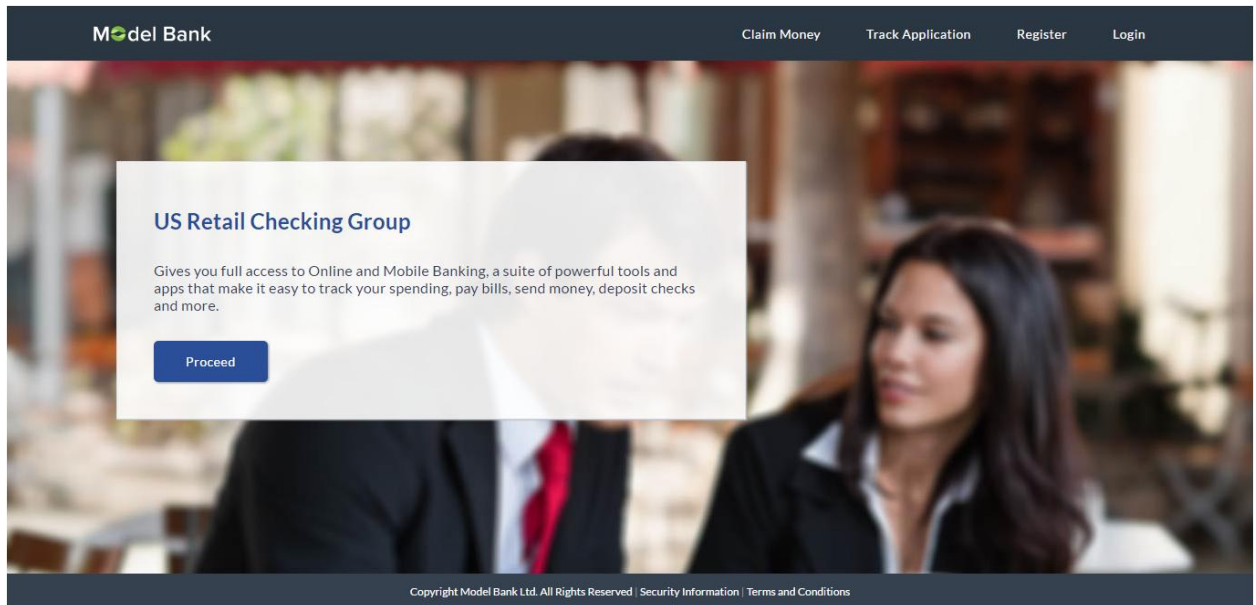 Model Bank
Claim Money
Track Application
Register
Login
US Retail Checking Group
Gives you full access to Online and Mobile Banking, a suite of powerful tools and
apps that make it easy to track your spending, pay bills, send money, deposit checks
and more.
Proceed
Copyright Model Bank Ltd. All Rights Reserved | Security Information | Terms and Conditions